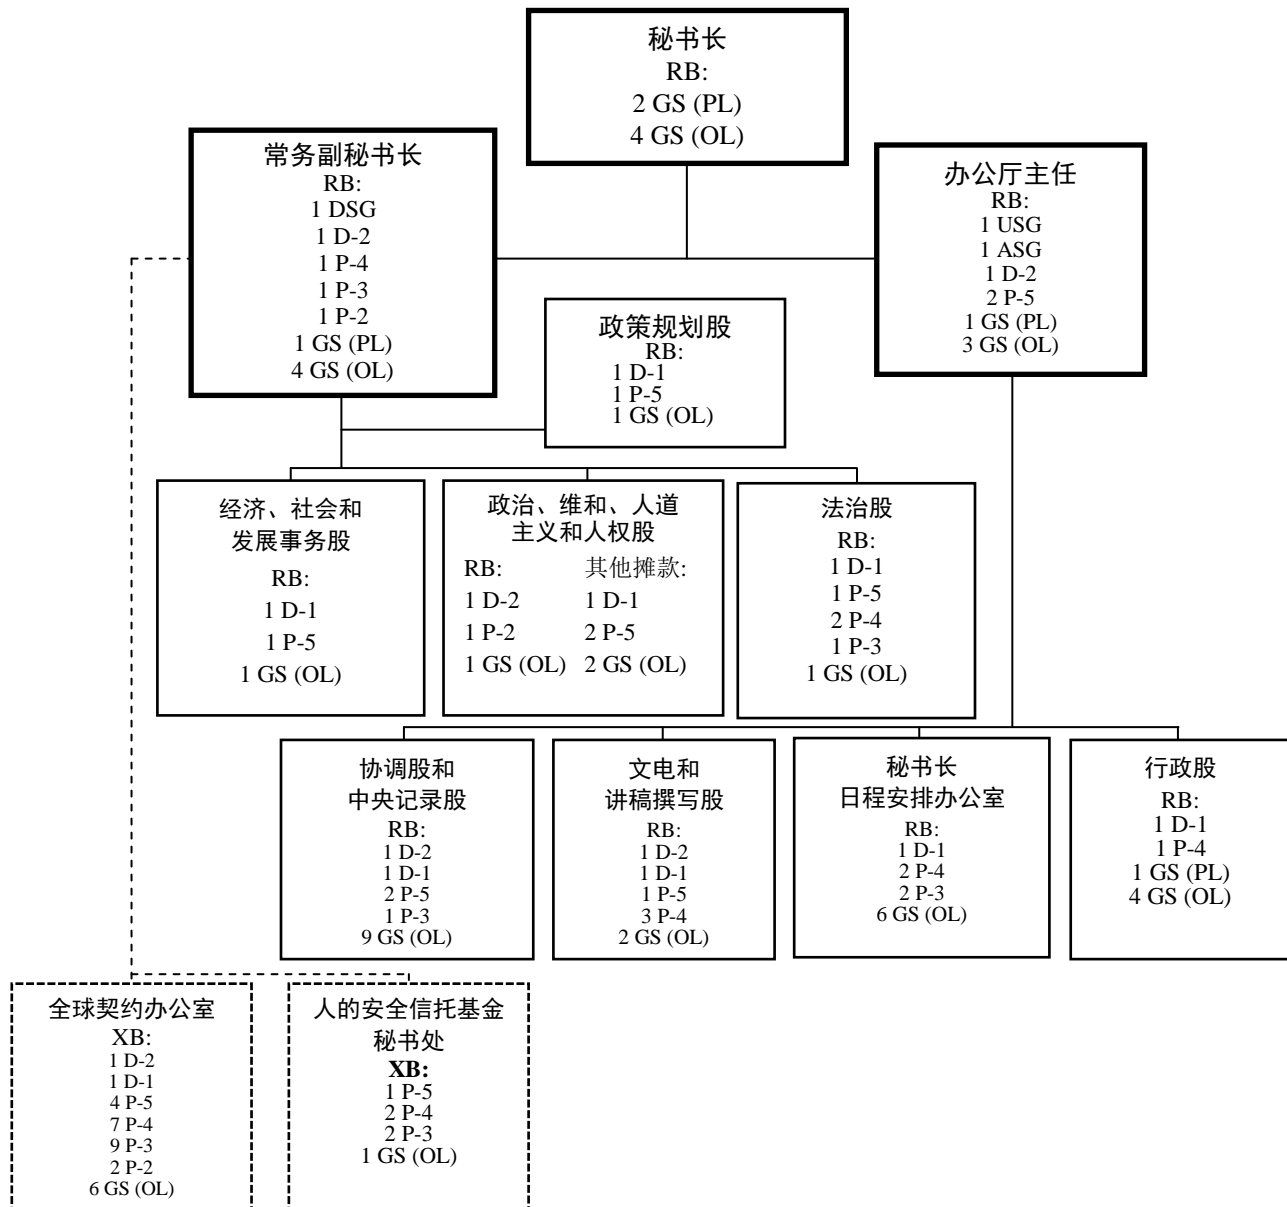 秘书长
RB:
2 GS (PL)
4 GS (OL)
常务副秘书长
RB:
1 DSG
1 D-2
1 P-4
1 P-3
1 P-2
1 GS (PL)
4 GS (OL)
办公厅主任
RB:
1 USG
1 ASG
1 D-2
2 P-5
1 GS (PL)
3 GS (OL)
政策规划股
RB:
1 D-1
1 P-5
1 GS (OL)
经济、社会和
发展事务股
RB:
1 D-1
1 P-5
1 GS (OL)
政治、维和、人道
主义和人权股
RB:
1 D-2
1 P-2
1 GS (OL)
其他摊款:
1 D-1
2 P-5
2 GS (OL)
法治股
RB:
1 D-1
1 P-5
2 P-4
1 P-3
1 GS (OL)
协调股和
中央记录股
RB:
1 D-2
1 D-1
2 P-5
1 P-3
9 GS (OL)
文电和
讲稿撰写股
RB:
1 D-2
1 D-1
1 P-5
3 P-4
2 GS (OL)
秘书长
日程安排办公室
RB:
1 D-1
2 P-4
2 P-3
6 GS (OL)
行政股
RB:
1 D-1
1 P-4
1 GS (PL)
4 GS (OL)
全球契约办公室
XB:
1 D-2
1 D-1
4 P-5
7 P-4
9 P-3
2 P-2
6 GS (OL)
人的安全信托基金
秘书处
XB:
1 P-5
2 P-4
2 P-3
1 GS (OL)